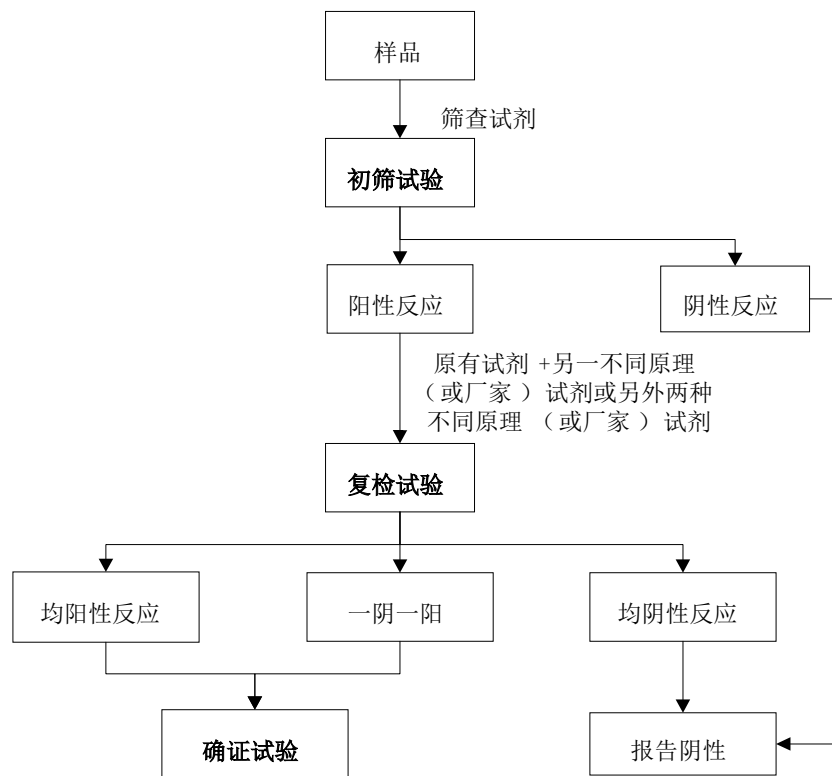 样品
筛查试剂
初筛试验
阳性反应
阴性反应
原有试剂 +另一不同原理
（或厂家 ）试剂或另外两种
不同原理 （或厂家 ）试剂
复检试验
均阳性反应
一阴一阳
均阴性反应
确证试验
报告阴性